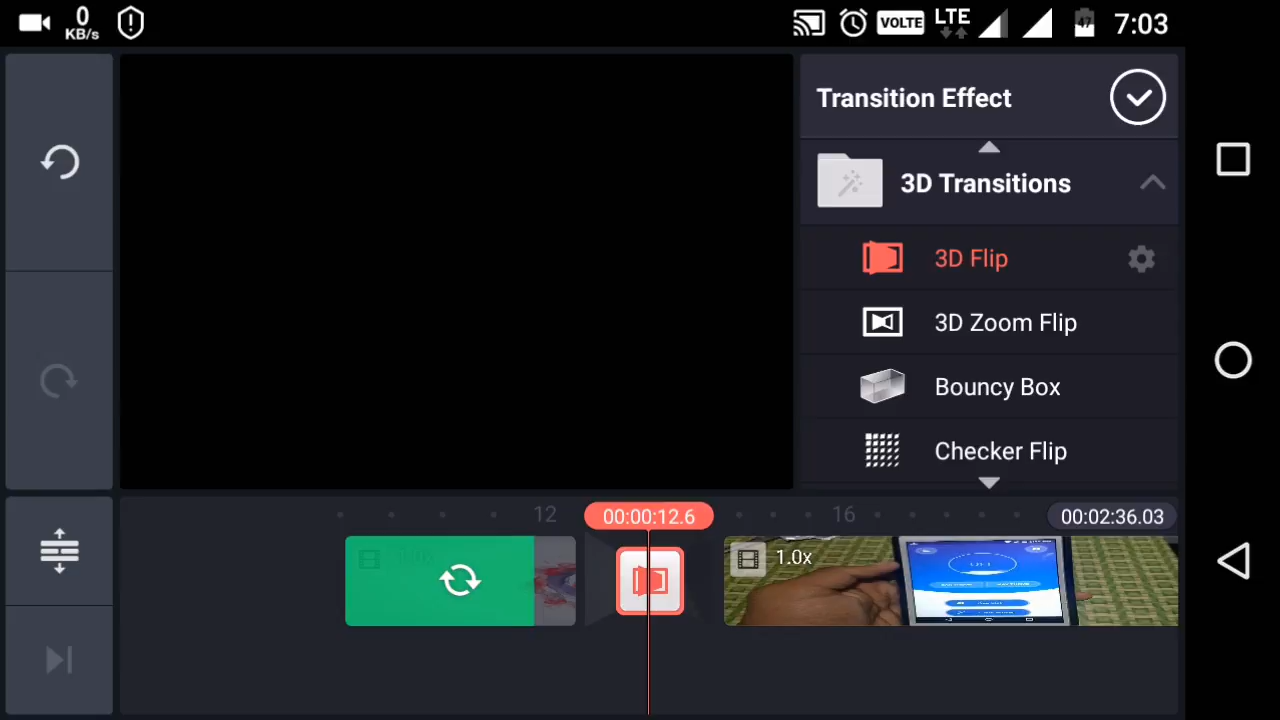 0
KB/s
VOLTE
LTE
47
7:03
Transition Effect
3D Transitions
3D Flip
3D Zoom Flip
Bouncy Box
Checker Flip
12
00:00:12.6
16
00:02:36.03
1.0x